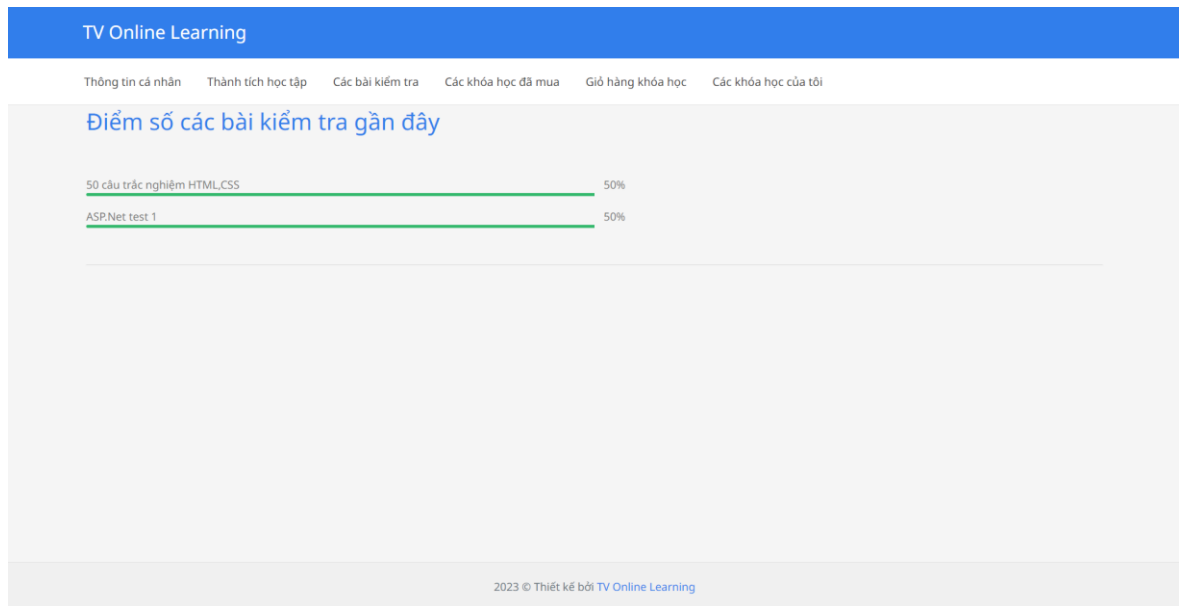 TV Online Learning
Thông tin cá nhân Thành tích học tập Các bài kiểm tra Các khóa học đã mua Giỏ hàng khóa học Các khóa học của tôi
Điểm số các bài kiểm tra gần đây
50 câu trắc nghiệm HTML,CSS 50%
ASP.Net test 1 50%
2023 © Thiết kế bởi TV Online Learning